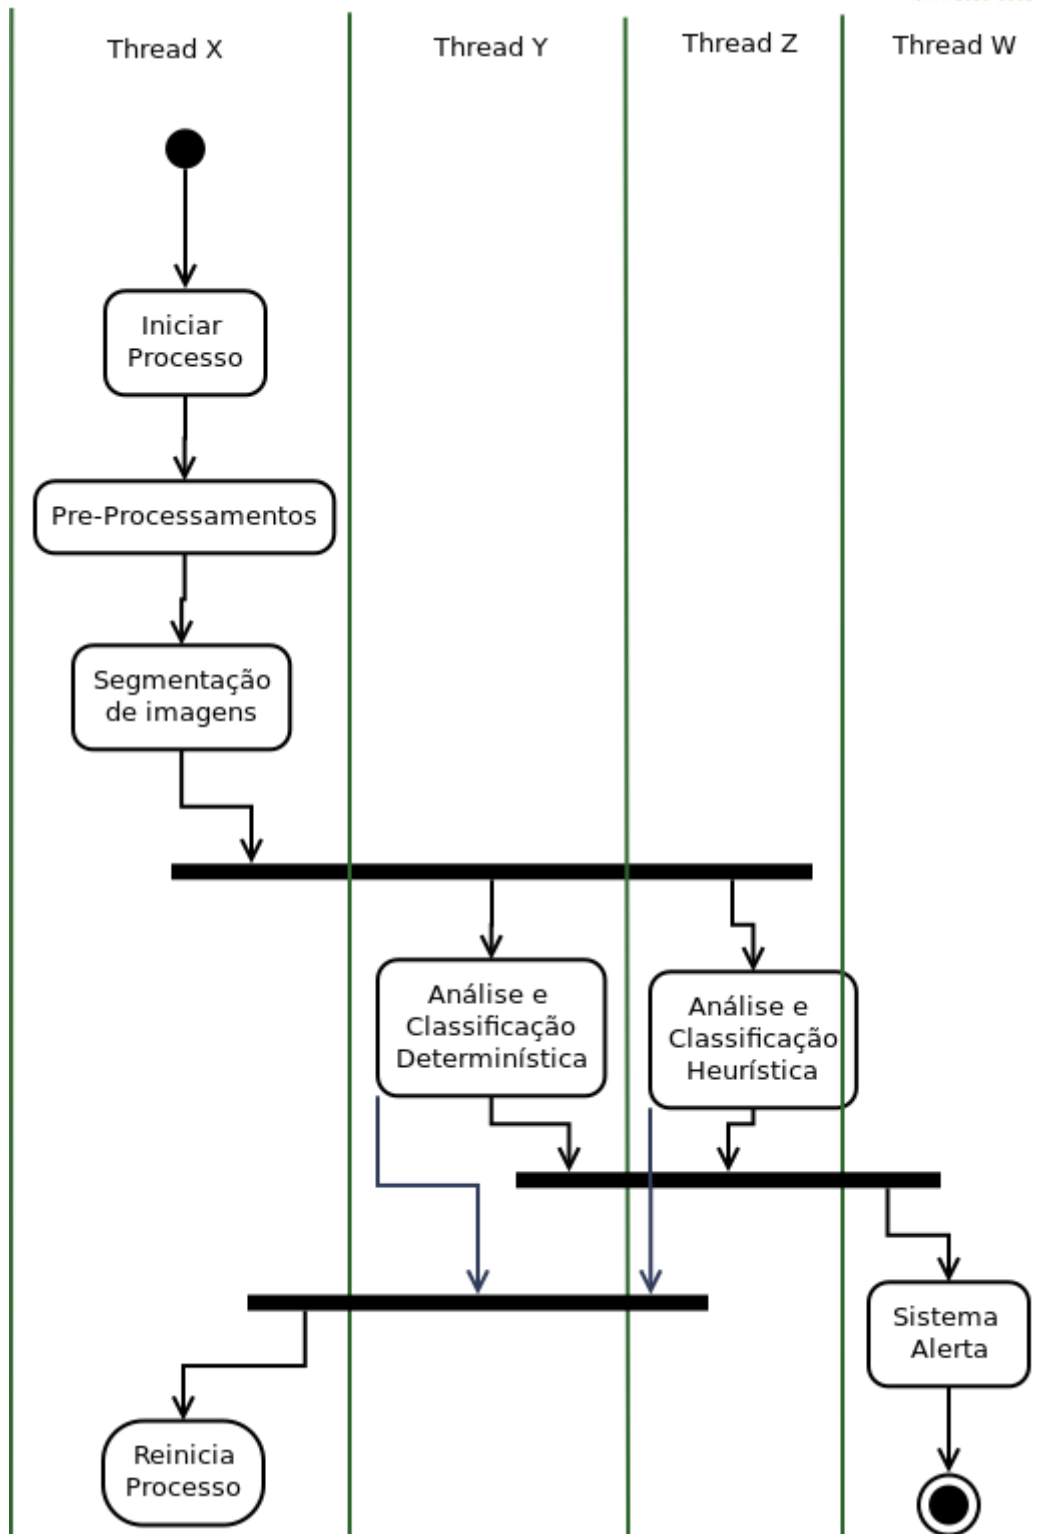 Thread X
Thread Y
Thread Z
Thread W
Iniciar
Processo
Pre-Processamentos
Segmentação
de imagens
Análise e
Classificação
Determinística
Análise e
Classificação
Heurística
Sistema
Alerta
Reinicia
Processo